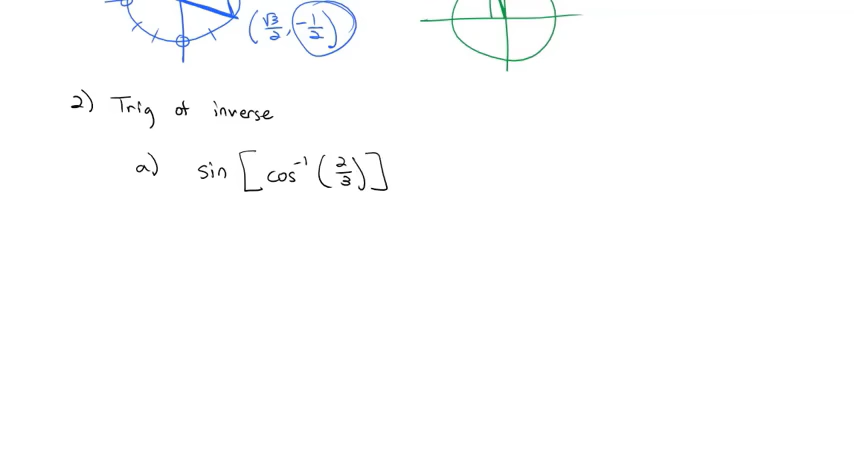 (√3/2, -1/2)
2) Trig of inverse
a) sin [cos⁻¹ (2/3)]